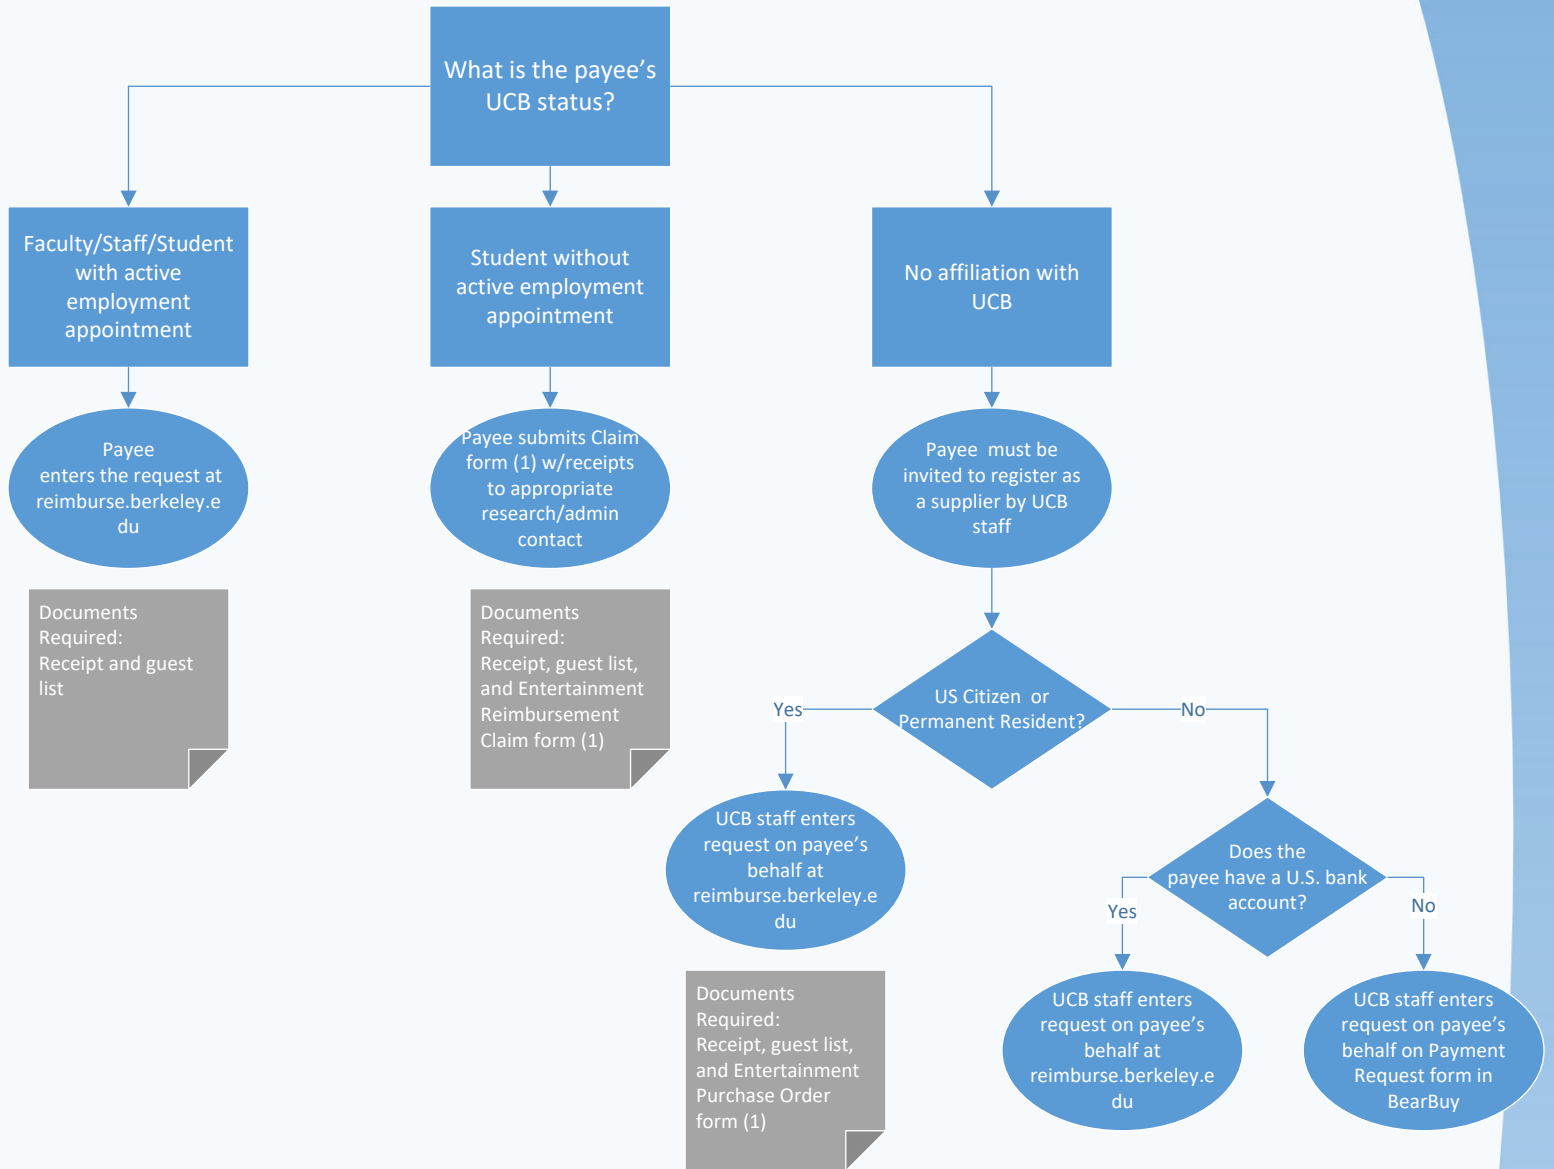 What is the payee's
UCB status?
Faculty/Staff/Student
with active
employment
appointment
Student without
active employment
appointment
No affiliation with
UCB
Payee
enters the request at
reimburse.berkeley.e
du
Payee submits Claim
form (1) w/receipts
to appropriate
research/admin
contact
Payee  must be
invited to register as
a supplier by UCB
staff
Documents
Required:
Receipt and guest
list
Documents
Required:
Receipt, guest list,
and Entertainment
Reimbursement
Claim form (1)
US Citizen  or
Permanent Resident?
Yes
No
UCB staff enters
request on payee's
behalf at
reimburse.berkeley.e
du
Does the
payee have a U.S. bank
account?
Yes
No
Documents
Required:
Receipt, guest list,
and Entertainment
Purchase Order
form (1)
UCB staff enters
request on payee's
behalf at
reimburse.berkeley.e
du
UCB staff enters
request on payee's
behalf on Payment
Request form in
BearBuy